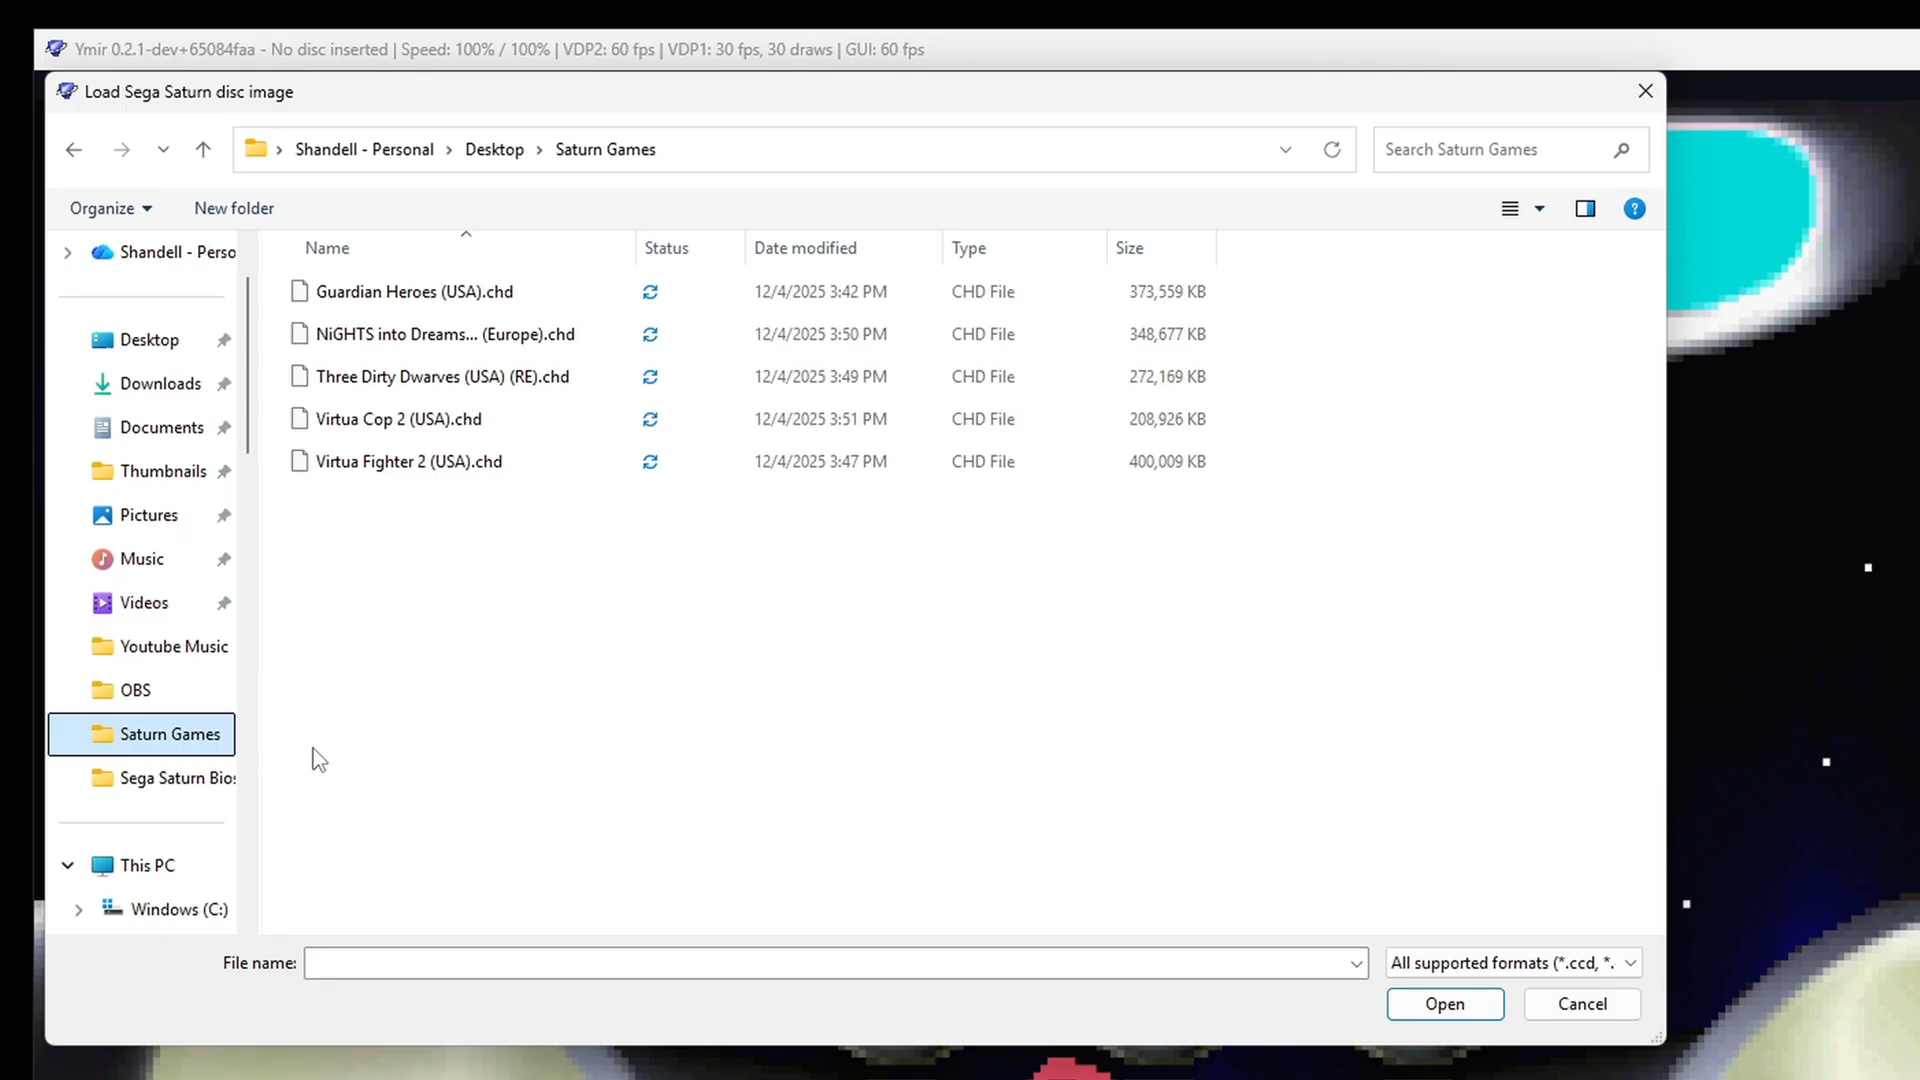 Ymir 0.2.1-dev+65084faa - No disc inserted | Speed: 100% / 100% | VDP2: 60 fps | VDP1: 30 fps, 30 draws | GUI: 60 fps
Load Sega Saturn disc image
Shandell - Personal > Desktop > Saturn Games
Search Saturn Games
Organize
New folder
Shandell - Perso
Desktop
Downloads
Documents
Thumbnails
Pictures
Music
Videos
Youtube Music
OBS
Saturn Games
Sega Saturn Bios
This PC
Windows (C:)
Name Status Date modified Type Size
Guardian Heroes (USA).chd 12/4/2025 3:42 PM CHD File 373,559 KB
NiGHTS into Dreams... (Europe).chd 12/4/2025 3:50 PM CHD File 348,677 KB
Three Dirty Dwarves (USA) (RE).chd 12/4/2025 3:49 PM CHD File 272,169 KB
Virtua Cop 2 (USA).chd 12/4/2025 3:51 PM CHD File 208,926 KB
Virtua Fighter 2 (USA).chd 12/4/2025 3:47 PM CHD File 400,009 KB
File name:
All supported formats (*.ccd, *.
Open
Cancel